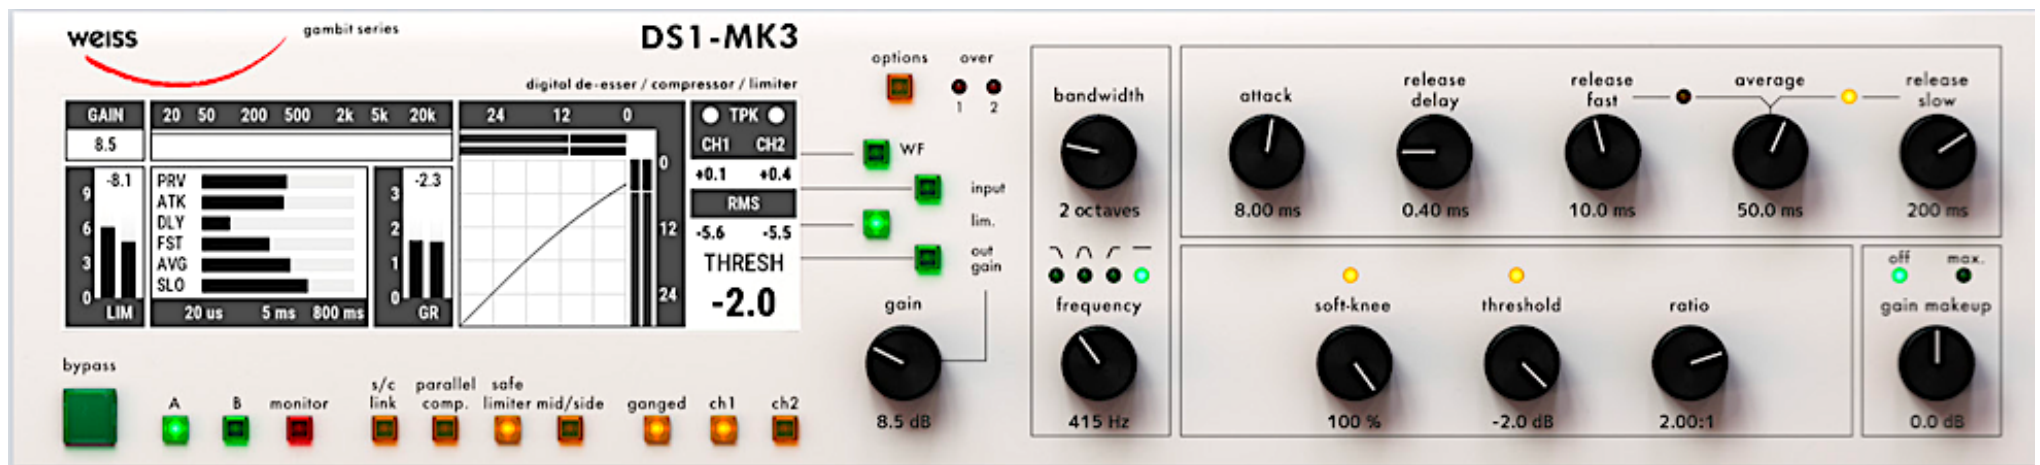 weiss
gambit series
DS1-MK3
digital de-esser / compressor / limiter
GAIN
8.5
20 50 200 500 2k 5k 20k
24 12 0
TPK
CH1 CH2
+0.1 +0.4
RMS
-5.6 -5.5
THRESH
-2.0
-8.1
9
6
3
0
LIM
PRV
ATK
DLY
FST
AVG
SLO
20 us 5 ms 800 ms
-2.3
3
2
1
0
GR
0
12
24
options
over
1 2
WF
input
lim.
out
gain
gain
8.5 dB
bypass
A
B
monitor
s/c
link
parallel
comp.
safe
limiter
mid/side
ganged
ch1
ch2
bandwidth
2 octaves
frequency
415 Hz
attack
8.00 ms
release
delay
0.40 ms
release
fast
10.0 ms
average
50.0 ms
release
slow
200 ms
soft-knee
100 %
threshold
-2.0 dB
ratio
2.00:1
off max.
gain makeup
0.0 dB